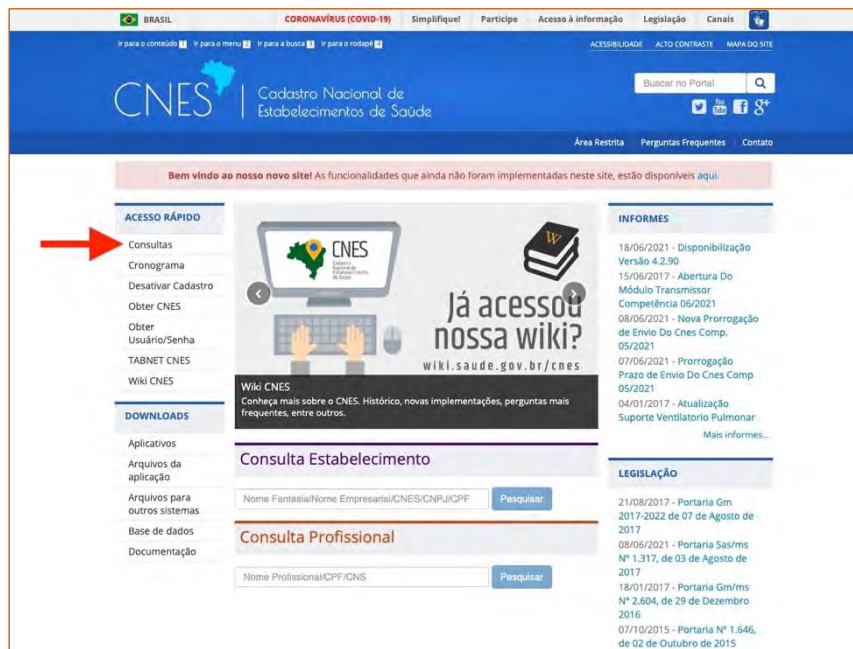 BRASIL
CORONAVÍRUS (COVID-19)
Simplifique!
Participe
Acesso à informação
Legislação
Canais
Ir para o conteúdo 1 Ir para o menu 2 Ir para a busca 3 Ir para o rodapé 4
ACESSIBILIDADE ALTO CONTRASTE MAPA DO SITE
CNES
Cadastro Nacional de
Estabelecimentos de Saúde
Buscar no Portal
Área Restrita
Perguntas Frequentes
Contato
Bem vindo ao nosso novo site! As funcionalidades que ainda não foram implementadas neste site, estão disponíveis aqui.
ACESSO RÁPIDO
Consultas
Cronograma
Desativar Cadastro
Obter CNES
Obter
Usuário/Senha
TABNET CNES
Wiki CNES
DOWNLOADS
Aplicativos
Arquivos da
aplicação
Arquivos para
outros sistemas
Base de dados
Documentação
CNES
W
Já acessou
nossa wiki?
wiki.saude.gov.br/cnes
Wiki CNES
Conheça mais sobre o CNES. Histórico, novas implementações, perguntas mais
frequentes, entre outros.
Consulta Estabelecimento
Nome Fantasia/Nome Empresarial/CNES/CNPJ/CPF
Pesquisar
Consulta Profissional
Nome Profissional/CPF/CNS
Pesquisar
INFORMES
18/06/2021 - Disponibilização
Versão 4.2.90
15/06/2017 - Abertura Do
Módulo Transmissor
Competência 06/2021
08/06/2021 - Nova Prorrogação
de Envio Do Cnes Comp.
05/2021
07/06/2021 - Prorrogação
Prazo de Envio Do Cnes Comp
05/2021
04/01/2017 - Atualização
Suporte Ventilatorio Pulmonar
Mais informes...
LEGISLAÇÃO
21/08/2017 - Portaria Gm
2017-2022 de 07 de Agosto de
2017
08/06/2021 - Portaria Sas/ms
Nº 1.317, de 03 de Agosto de
2017
18/01/2017 - Portaria Gm/ms
Nº 2.604, de 29 de Dezembro
2016
07/10/2015 - Portaria Nº 1.646,
de 02 de Outubro de 2015